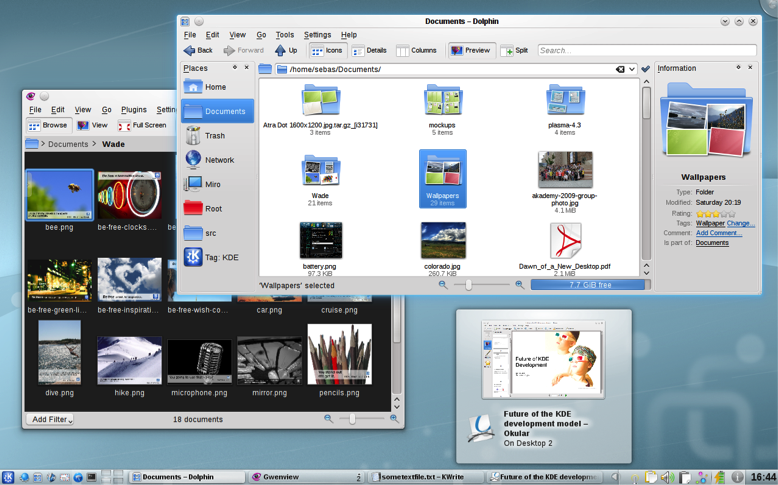 Documents – Dolphin
File Edit View Go Tools Settings Help
Back Forward Up Icons Details Columns Preview Split Search...
Places
Home
Documents
Trash
Network
Miro
Root
src
Tag: KDE
/home/sebas/Documents/
Atra Dot 1600x1200.jpg.tar.gz_[i31731]
3 items
mockups
5 items
plasma-4.3
4 items
Wade
21 items
Wallpapers
29 items
akademy-2009-group-
photo.jpg
4.1 MiB
battery.png
97.3 KiB
colorado.jpg
260.7 KiB
Dawn_of_a_New_Desktop.pdf
2.1 MiB
'Wallpapers' selected
7.7 GiB free
Information
Wallpapers
Type: Folder
Modified: Saturday 20:19
Rating:
Tags: Wallpaper Change...
Comment: Add Comment...
Is part of: Documents
File Edit View Go Plugins
Browse View Full Screen
Documents Wade
bee.png
be-free-clocks.
be-free-green-li...
be-free-inspirati...
be-free-wish-co...
car.png
cruise.png
dive.png
hike.png
microphone.png
mirror.png
pencils.png
Add Filter
18 documents
Future of KDE
Development
Future of the KDE
development model –
Okular
On Desktop 2
Documents – Dolphin
Gwenview
2
sometextfile.txt – KWrite
Future of the KDE developme
16:44